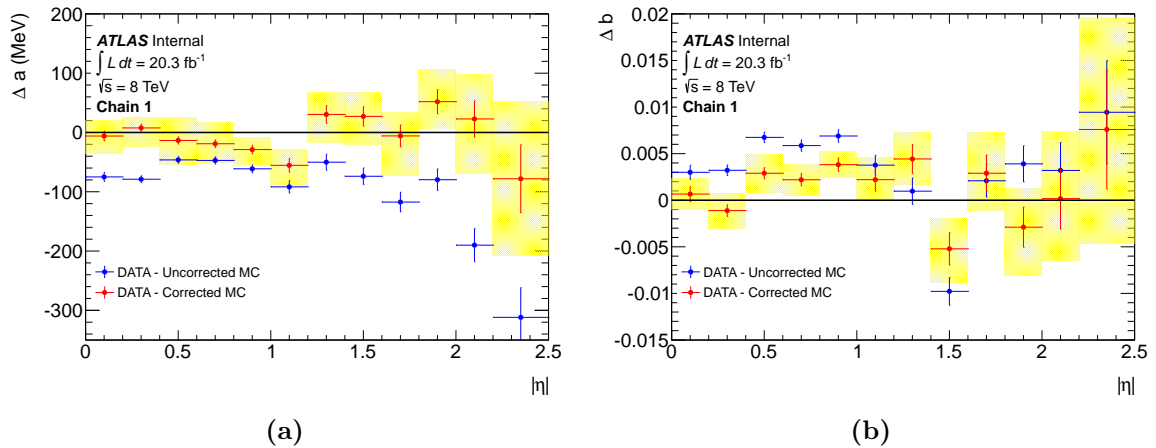 Δ a (MeV)
200
100
0
-100
-200
-300
ATLAS Internal
∫ L dt = 20.3 fb⁻¹
√s = 8 TeV
Chain 1
DATA - Uncorrected MC
DATA - Corrected MC
0 0.5 1 1.5 2 2.5
|η|
(a)
Δ b
0.02
0.015
0.01
0.005
0
-0.005
-0.01
-0.015
ATLAS Internal
∫ L dt = 20.3 fb⁻¹
√s = 8 TeV
Chain 1
DATA - Uncorrected MC
DATA - Corrected MC
0 0.5 1 1.5 2 2.5
|η|
(b)